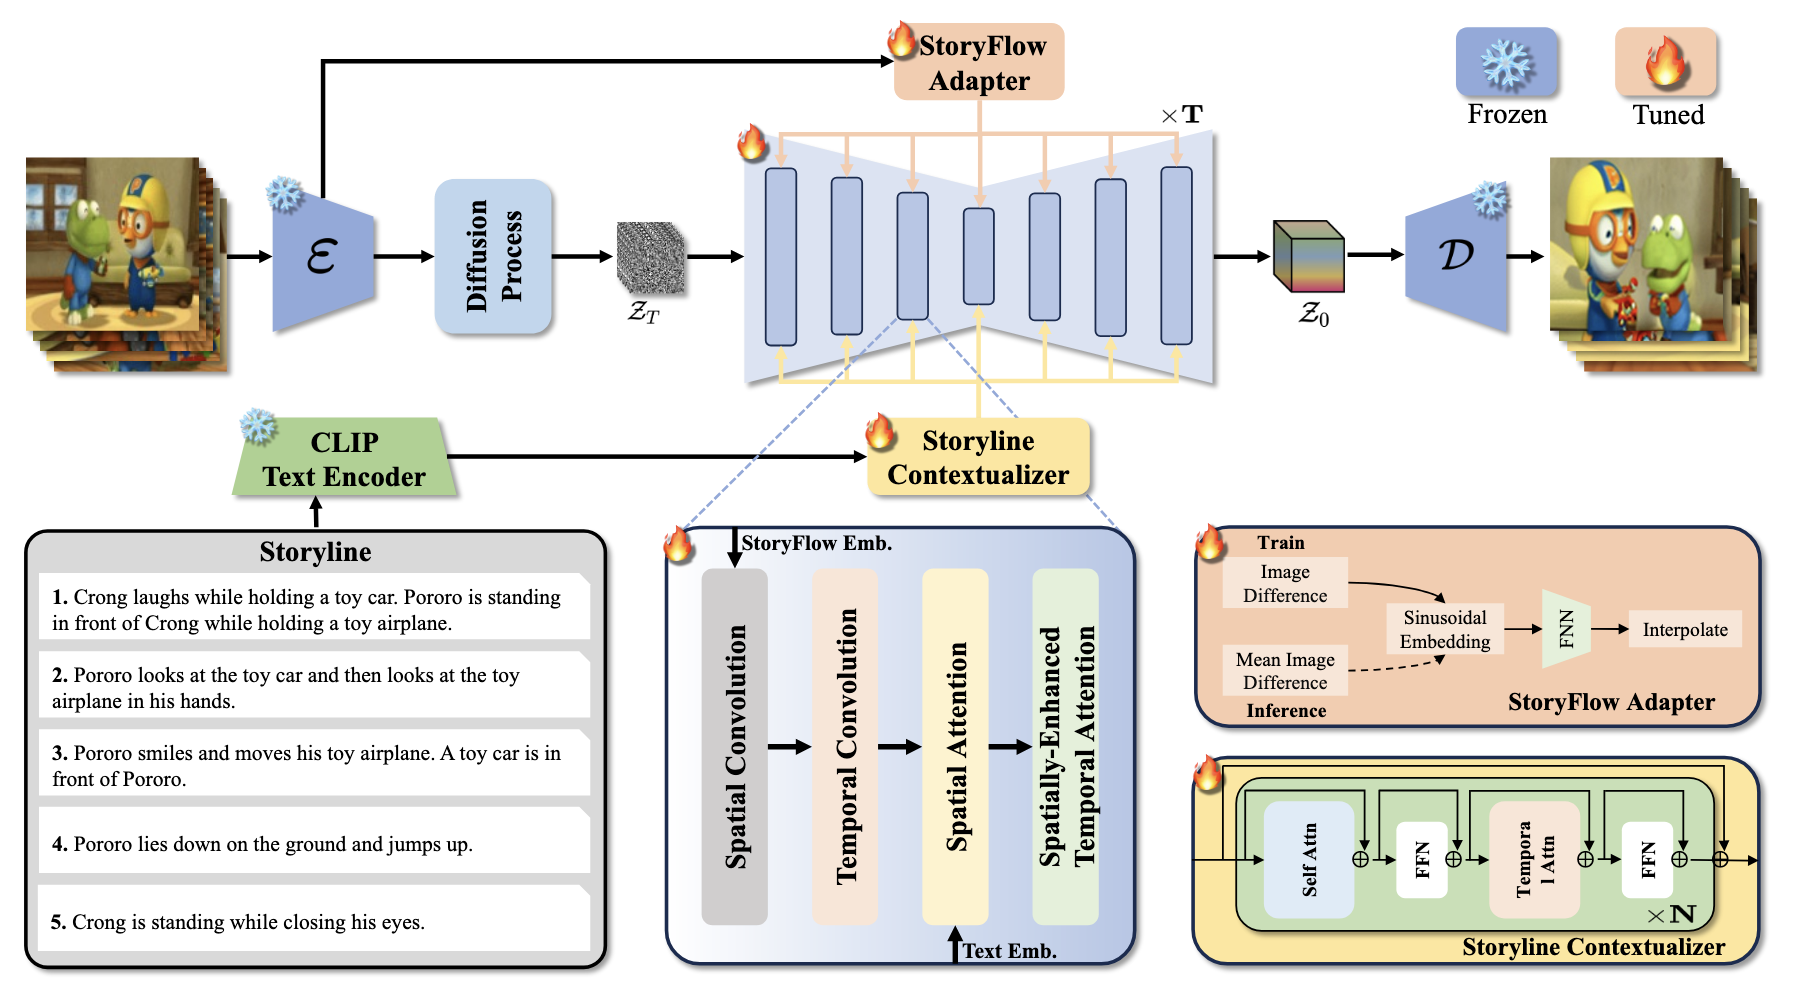 StoryFlow
Adapter
× T
Frozen
Tuned
ℰ
Diffusion
Process
𝒵_T
𝒵_0
𝒟
CLIP
Text Encoder
Storyline
Contextualizer
Storyline
1. Crong laughs while holding a toy car. Pororo is standing
in front of Crong while holding a toy airplane.
2. Pororo looks at the toy car and then looks at the toy
airplane in his hands.
3. Pororo smiles and moves his toy airplane. A toy car is in
front of Pororo.
4. Pororo lies down on the ground and jumps up.
5. Crong is standing while closing his eyes.
StoryFlow Emb.
Spatial Convolution
Temporal Convolution
Spatial Attention
Spatially-Enhanced
Temporal Attention
Text Emb.
Train
Image
Difference
Mean Image
Difference
Inference
Sinusoidal
Embedding
FNN
Interpolate
StoryFlow Adapter
Self Attn
FFN
Tempora
l Attn
FFN
× N
Storyline Contextualizer